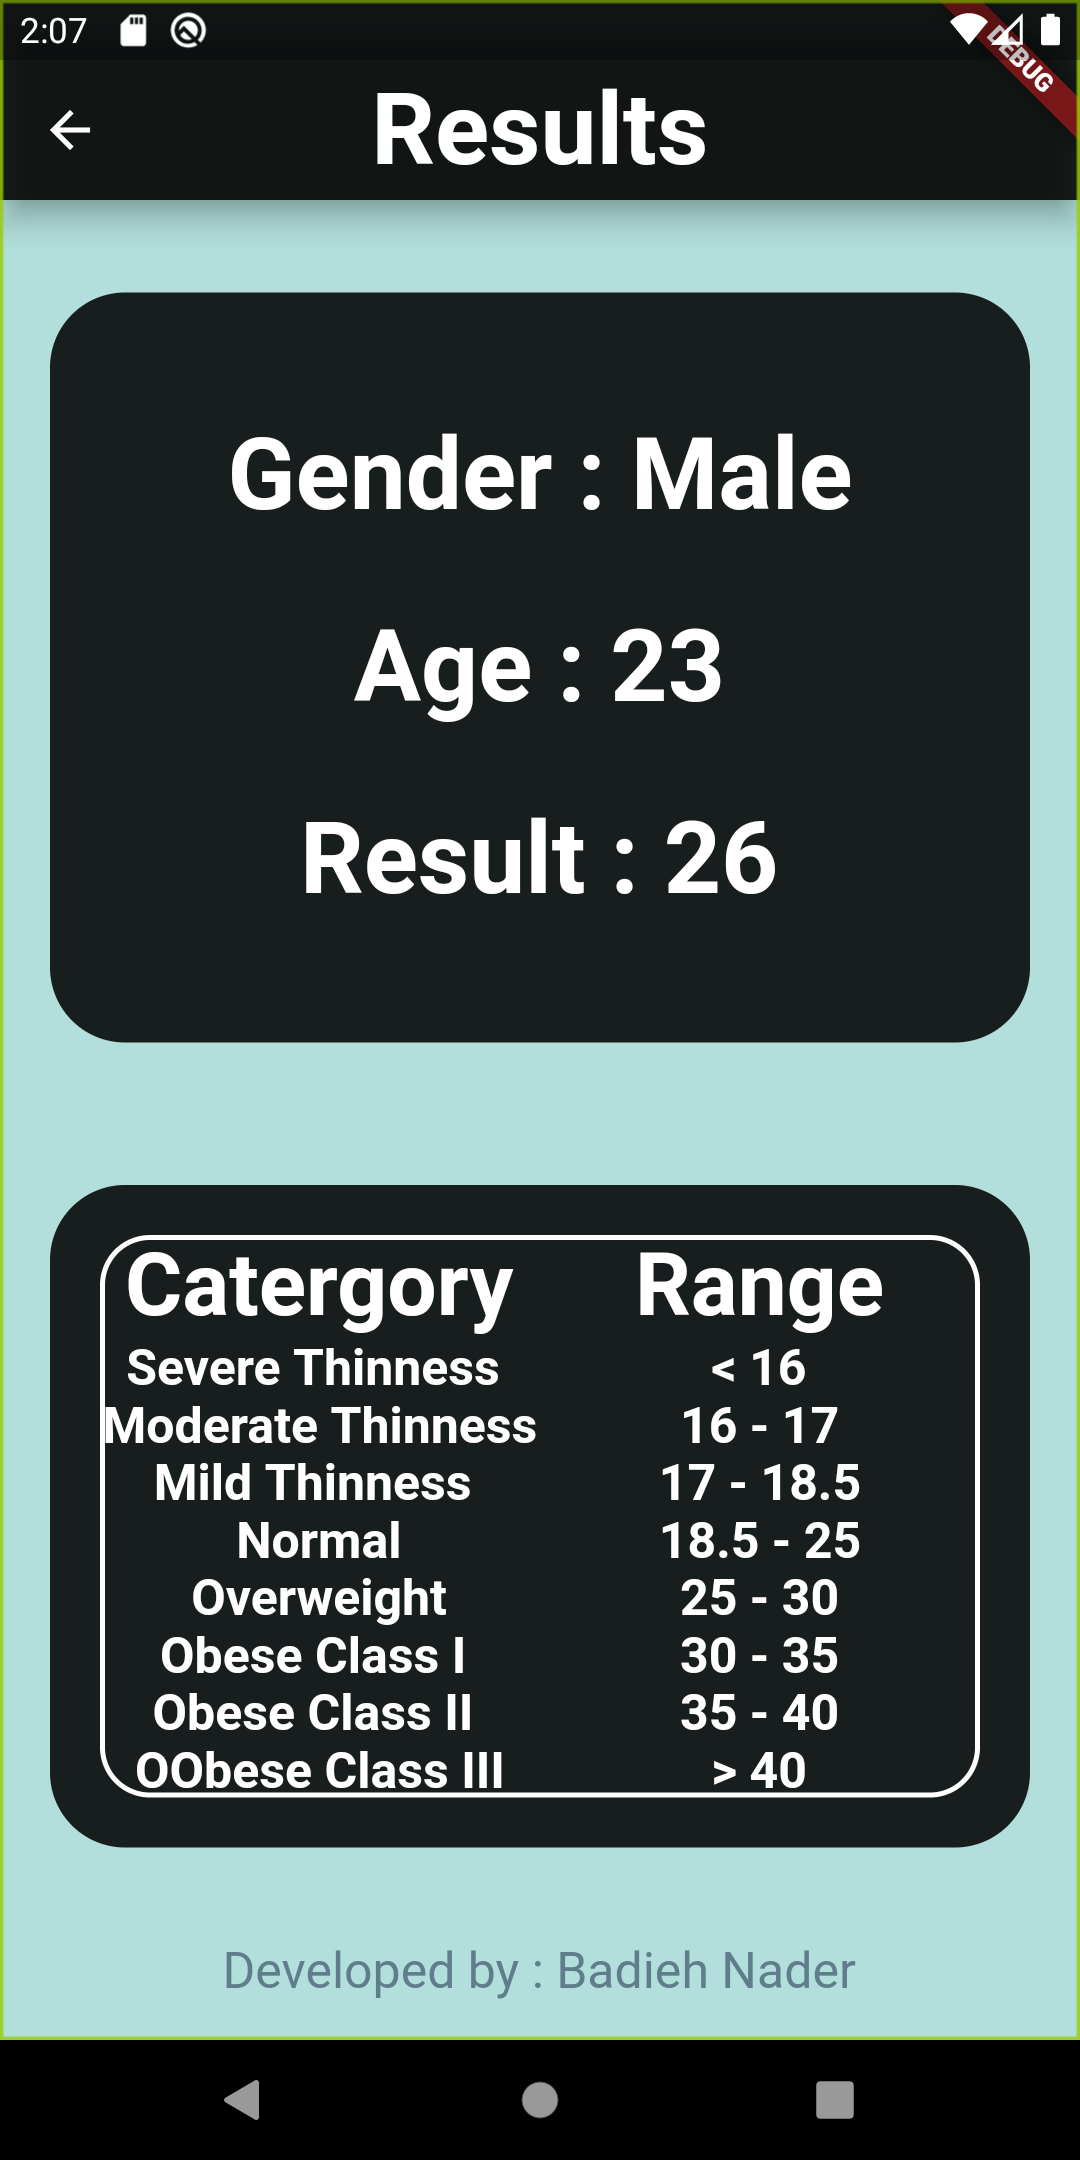 2:07
DEBUG
Results
Gender : Male
Age : 23
Result : 26
Catergory Range
Severe Thinness < 16
Moderate Thinness 16 - 17
Mild Thinness 17 - 18.5
Normal 18.5 - 25
Overweight 25 - 30
Obese Class I 30 - 35
Obese Class II 35 - 40
OObese Class III > 40
Developed by : Badieh Nader